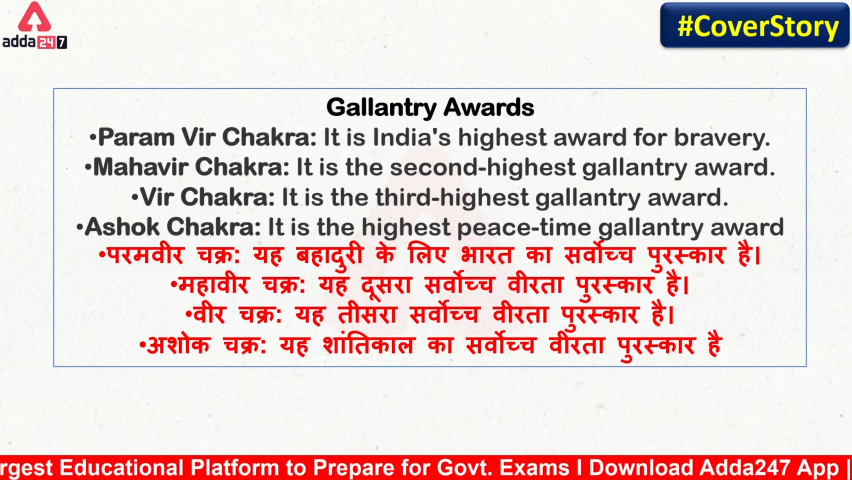 adda247
#CoverStory
Gallantry Awards
•Param Vir Chakra: It is India's highest award for bravery.
•Mahavir Chakra: It is the second-highest gallantry award.
•Vir Chakra: It is the third-highest gallantry award.
•Ashok Chakra: It is the highest peace-time gallantry award
•परमवीर चक्र: यह बहादुरी के लिए भारत का सर्वोच्च पुरस्कार है।
•महावीर चक्र: यह दूसरा सर्वोच्च वीरता पुरस्कार है।
•वीर चक्र: यह तीसरा सर्वोच्च वीरता पुरस्कार है।
•अशोक चक्र: यह शांतिकाल का सर्वोच्च वीरता पुरस्कार है
rgest Educational Platform to Prepare for Govt. Exams I Download Adda247 App |